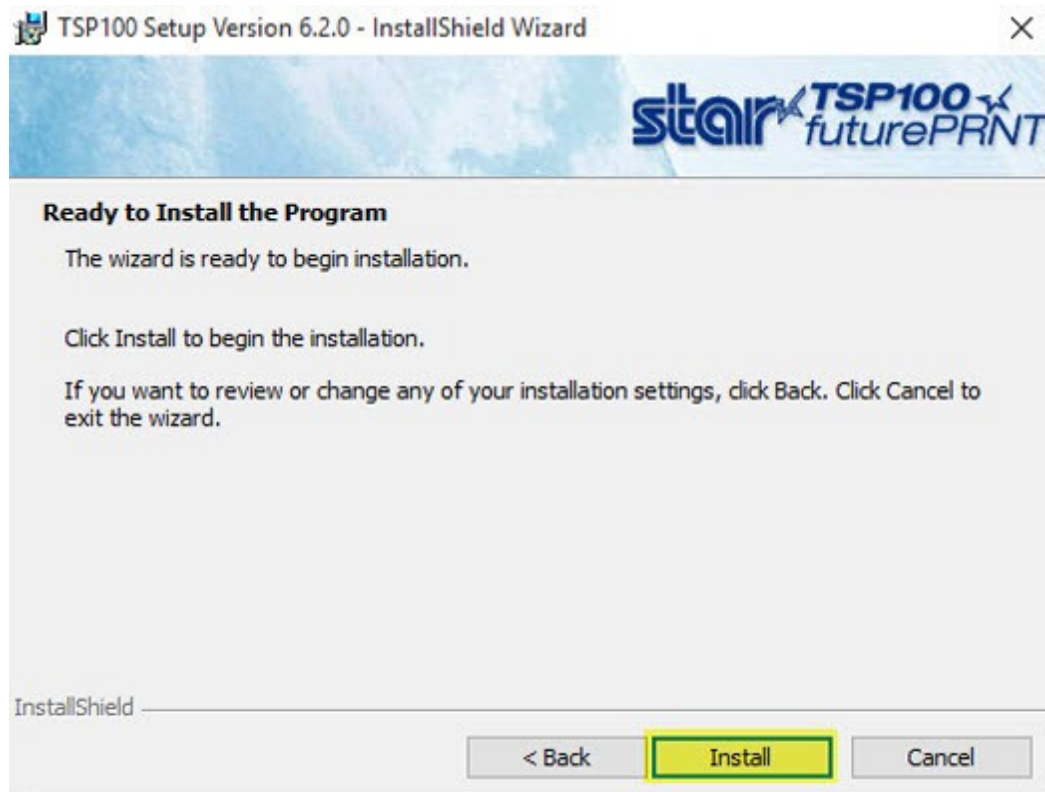 TSP100 Setup Version 6.2.0 - InstallShield Wizard
star TSP100
futurePRNT
Ready to Install the Program
The wizard is ready to begin installation.
Click Install to begin the installation.
If you want to review or change any of your installation settings, click Back. Click Cancel to
exit the wizard.
InstallShield
< Back Install Cancel